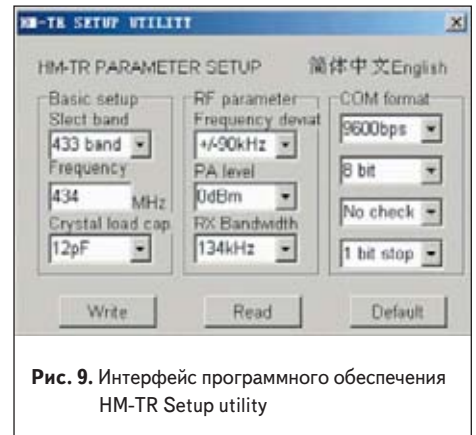 HM-TR SETUP UTILITY
HM-TR PARAMETER SETUP 简体中文English
Basic setup
Slect band
433 band
Frequency
434 MHz
Crystal load cap
12pF
RF parameter
Frequency deviat
+/-90kHz
PA level
0dBm
RX Bandwidth
134kHz
COM format
9600bps
8 bit
No check
1 bit stop
Write Read Default
Рис. 9. Интерфейс программного обеспечения
HM-TR Setup utility